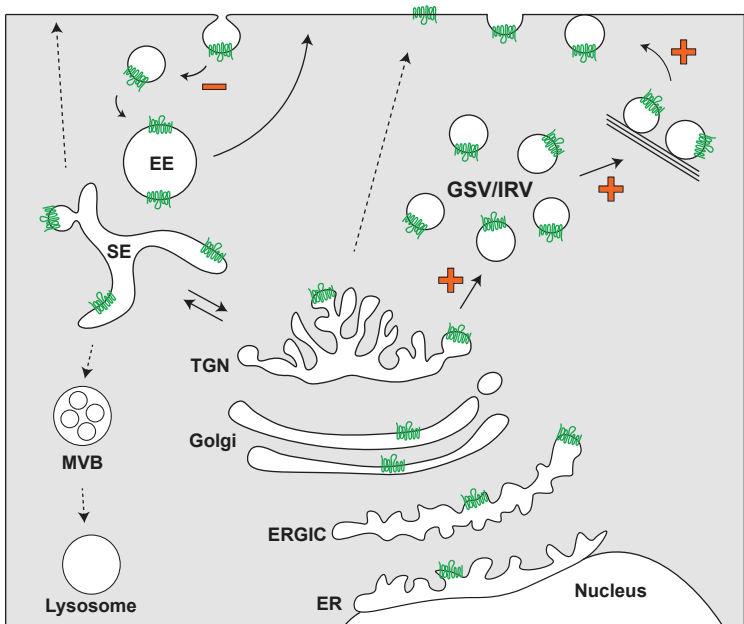 EE
GSV/IRV
SE
TGN
Golgi
MVB
ERGIC
Nucleus
Lysosome
ER